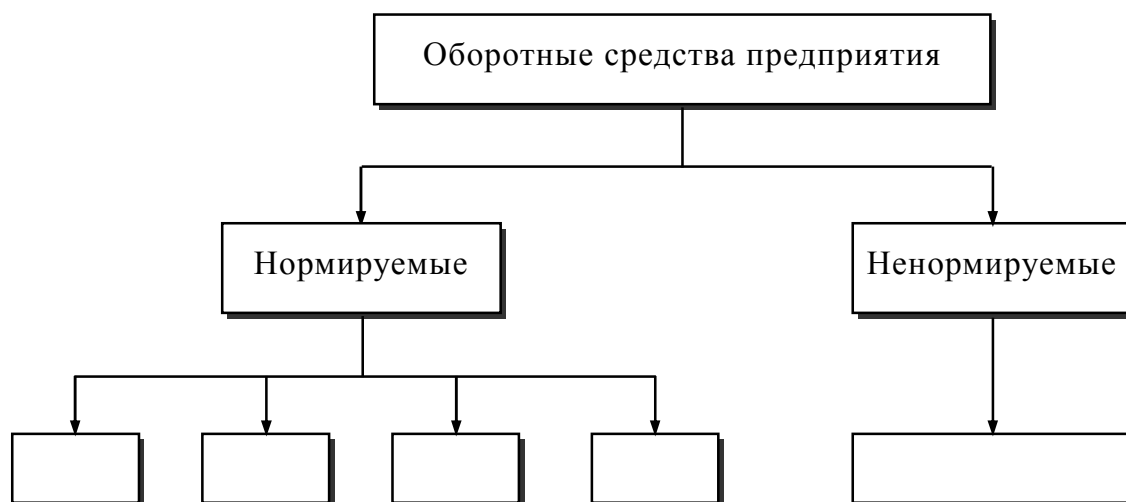 Оборотные средства предприятия
Нормируемые
Ненормируемые